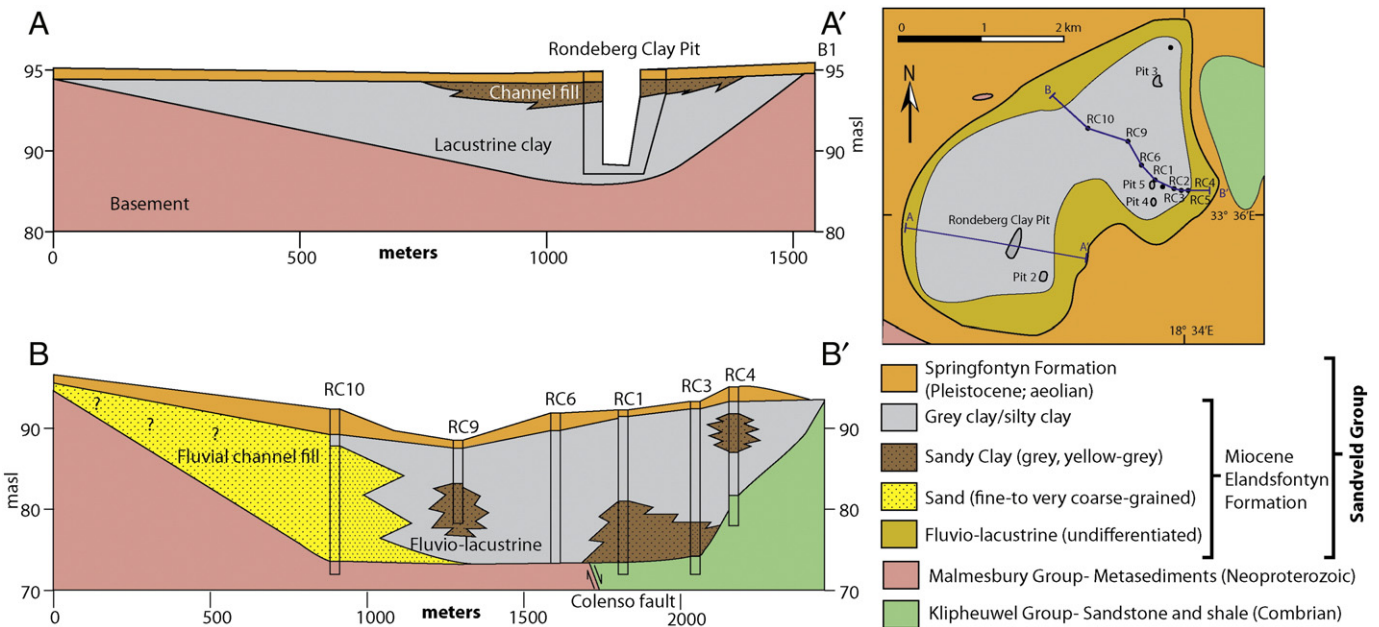 A
A′
Rondeberg Clay Pit
B1
95
95
Channel fill
Lacustrine clay
90
90
masl
Basement
80
80
0
500
meters
1000
1500
B
B′
RC10
RC9
RC6
RC1
RC3
RC4
90
90
? ? ?
Fluvial channel fill
masl
80
80
Fluvio-lacustrine
70
70
Colenso fault
0
500
1000
meters
1500
2000
0
1
2 km
N
Pit 3
B
RC10
RC9
RC6
RC1
Pit 5
RC2
RC4
RC3
RC5
B′
Pit 4
33° 36′E
A
Rondeberg Clay Pit
A′
Pit 2
18° 34′E
Springfontyn Formation
(Pleistocene; aeolian)
Grey clay/silty clay
Sandy Clay (grey, yellow-grey)
Sand (fine-to very coarse-grained)
Fluvio-lacustrine (undifferentiated)
Malmesbury Group- Metasediments (Neoproterozoic)
Klipheuwel Group- Sandstone and shale (Combrian)
Miocene
Elandsfontyn
Formation
Sandveld Group